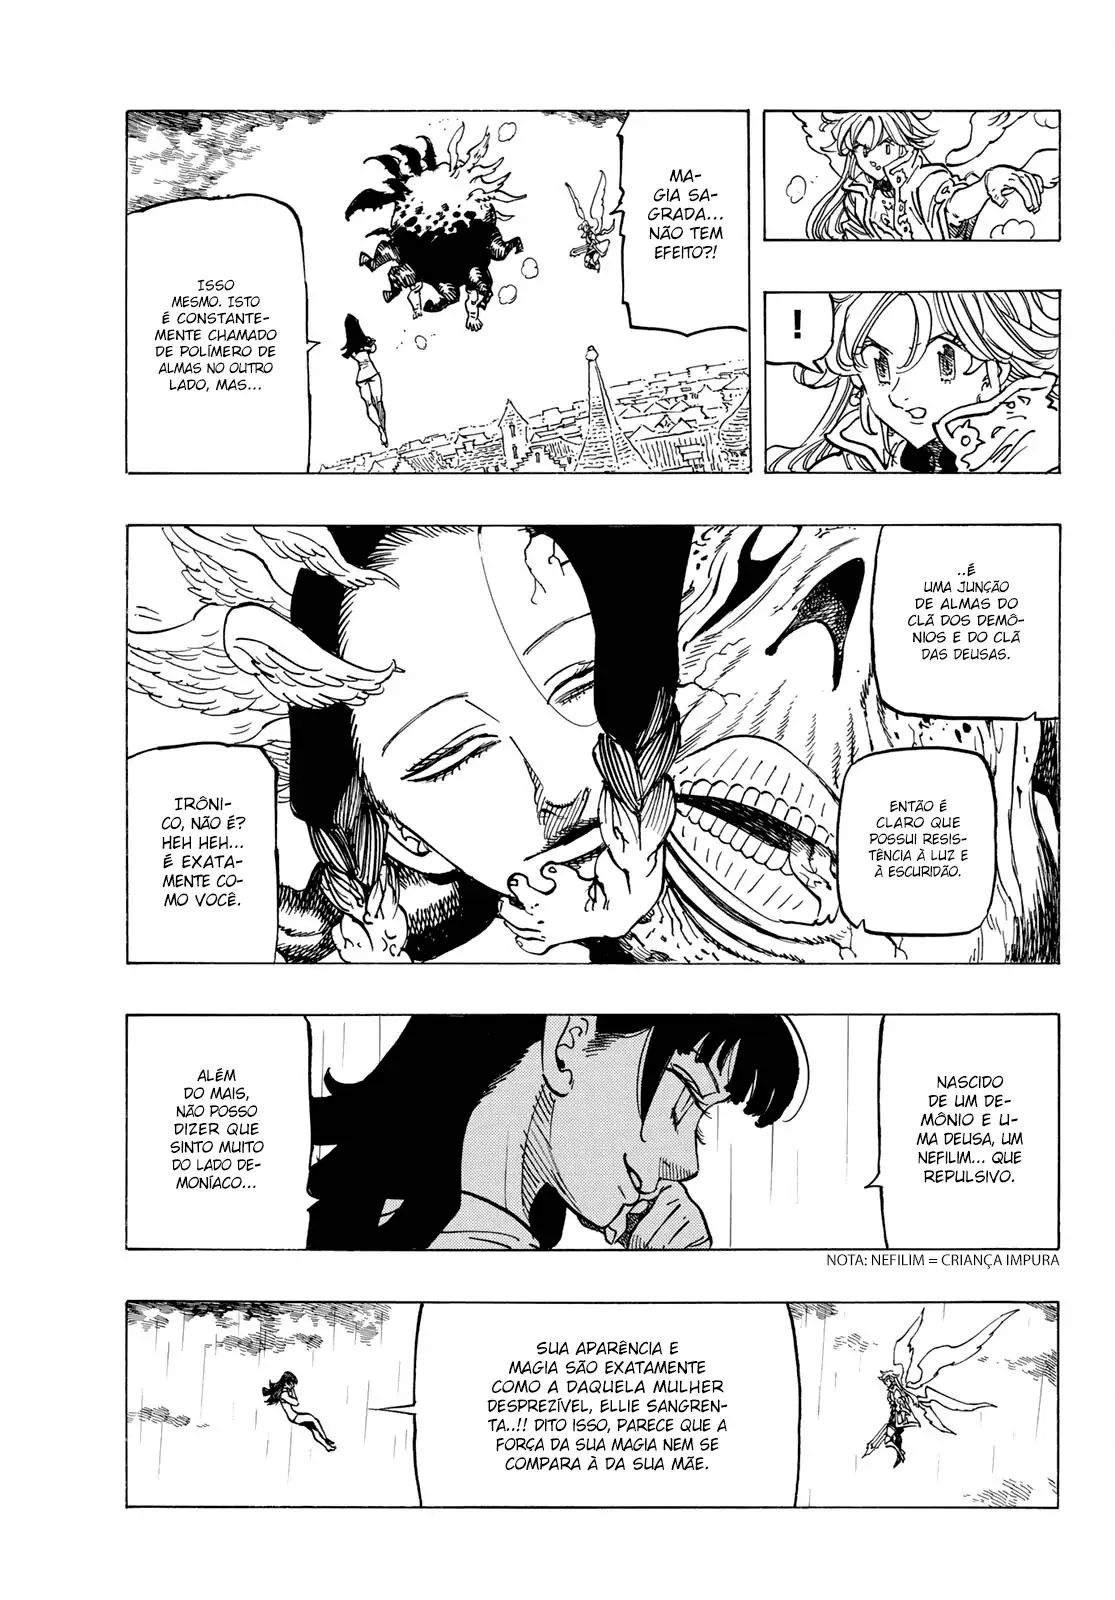 !
MA-
GIA SA-
GRADA...
NÃO TEM
EFEITO?!
ISSO
MESMO. ISTO
É CONSTANTE-
MENTE CHAMADO
DE POLÍMERO DE
ALMAS NO OUTRO
LADO, MAS...
..É
UMA JUNÇÃO
DE ALMAS DO
CLÃ DOS DEMÔ-
NIOS E DO CLÃ
DAS DEUSAS.
ENTÃO É
CLARO QUE
POSSUI RESIS-
TÊNCIA À LUZ E
À ESCURIDÃO.
IRÔNI-
CO, NÃO É?
HEH HEH...
É EXATA-
MENTE CO-
MO VOCÊ.
NASCIDO
DE UM DE-
MÔNIO E U-
MA DEUSA, UM
NEFILIM... QUE
REPULSIVO.
ALÉM
DO MAIS,
NÃO POSSO
DIZER QUE
SINTO MUITO
DO LADO DE-
MONÍACO...
NOTA: NEFILIM = CRIANÇA IMPURA
SUA APARÊNCIA E
MAGIA SÃO EXATAMENTE
COMO A DAQUELA MULHER
DESPREZÍVEL, ELLIE SANGREN-
TA..!! DITO ISSO, PARECE QUE A
FORÇA DA SUA MAGIA NEM SE
COMPARA À DA SUA MÃE.